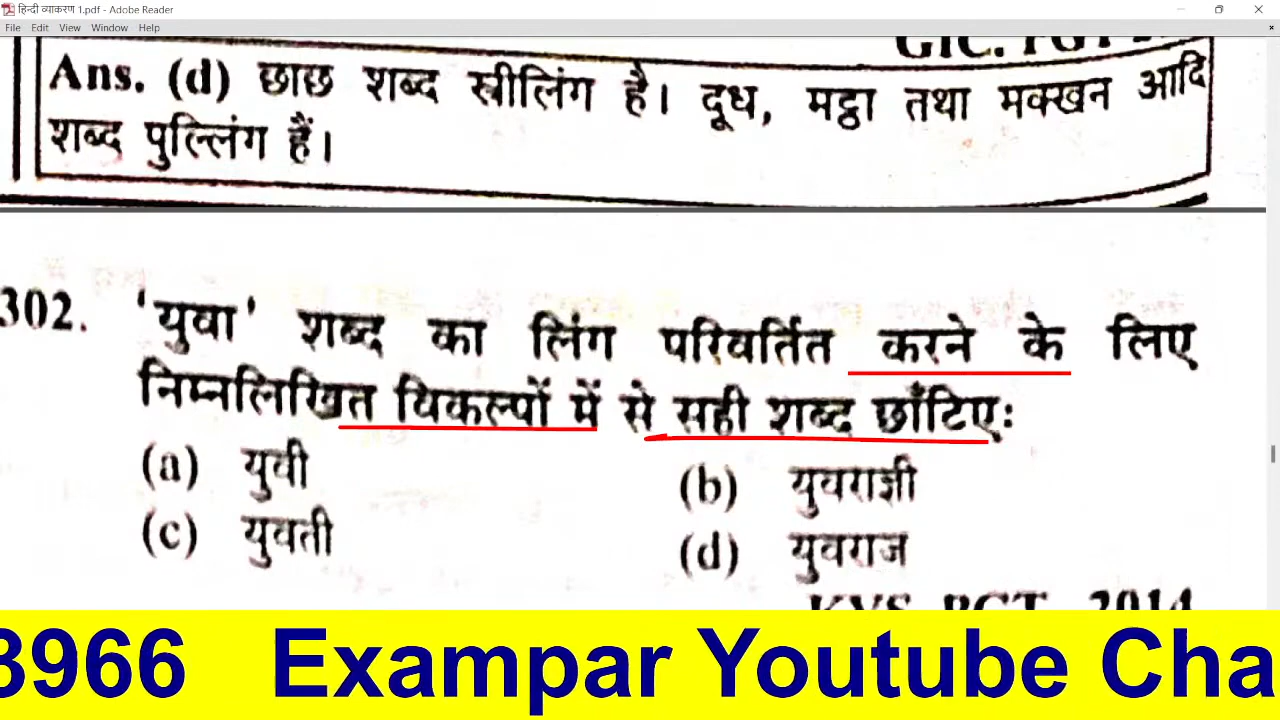 हिन्दी व्याकरण 1.pdf - Adobe Reader
File Edit View Window Help
Ans. (d) छाछ शब्द स्त्रीलिंग है। दूध, मट्ठा तथा मक्खन आदि
शब्द पुल्लिंग हैं।
302. 'युवा' शब्द का लिंग परिवर्तित करने के लिए
निम्नलिखित विकल्पों में से सही शब्द छाँटिए:
(a) युवी (b) युवराज्ञी
(c) युवती (d) युवराज
3966 Exampar Youtube Cha